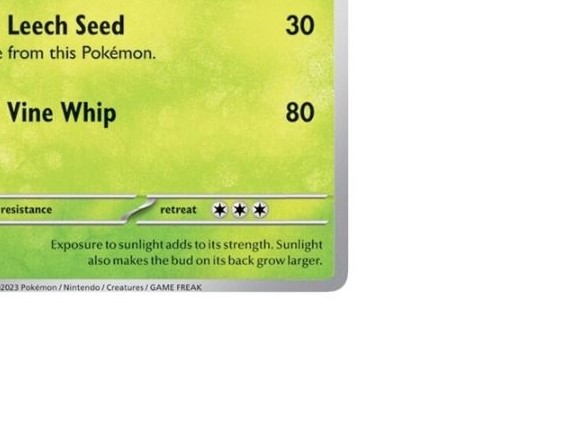 Leech Seed 30
from this Pokémon.
Vine Whip 80
resistance retreat
Exposure to sunlight adds to its strength. Sunlight
also makes the bud on its back grow larger.
2023 Pokémon / Nintendo / Creatures / GAME FREAK